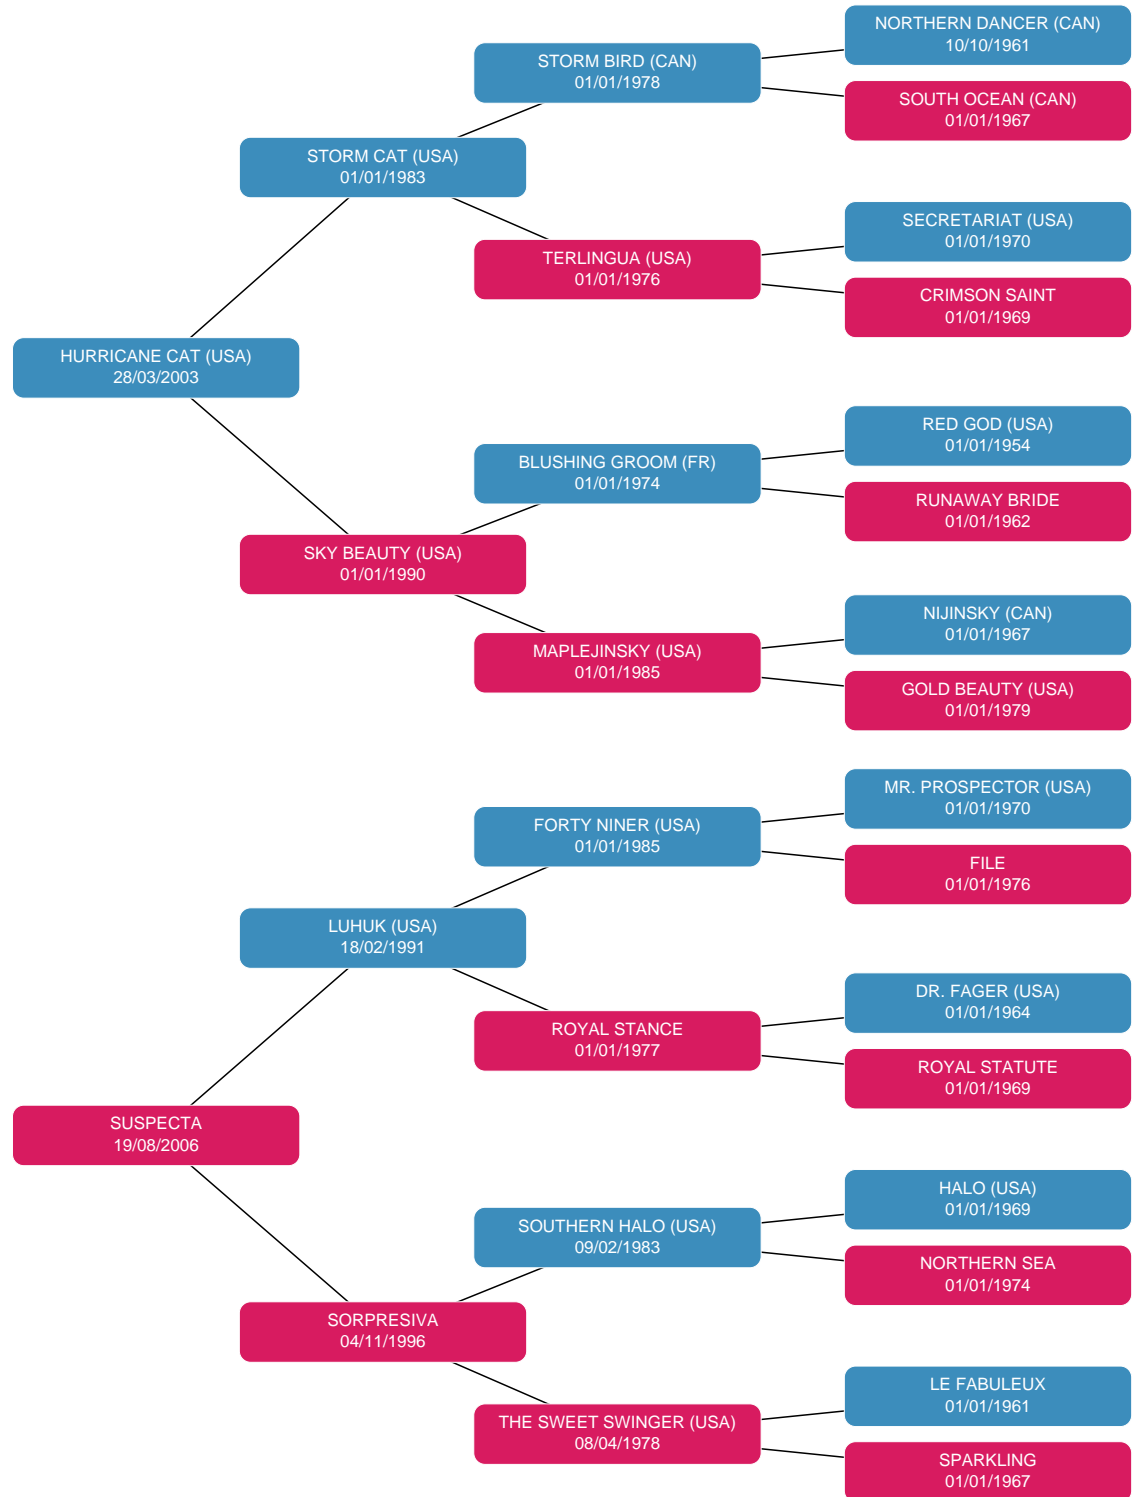 NORTHERN DANCER (CAN)
10/10/1961
STORM BIRD (CAN)
01/01/1978
SOUTH OCEAN (CAN)
01/01/1967
STORM CAT (USA)
01/01/1983
SECRETARIAT (USA)
01/01/1970
TERLINGUA (USA)
01/01/1976
CRIMSON SAINT
01/01/1969
HURRICANE CAT (USA)
28/03/2003
RED GOD (USA)
01/01/1954
BLUSHING GROOM (FR)
01/01/1974
RUNAWAY BRIDE
01/01/1962
SKY BEAUTY (USA)
01/01/1990
NIJINSKY (CAN)
01/01/1967
MAPLEJINSKY (USA)
01/01/1985
GOLD BEAUTY (USA)
01/01/1979
MR. PROSPECTOR (USA)
01/01/1970
FORTY NINER (USA)
01/01/1985
FILE
01/01/1976
LUHUK (USA)
18/02/1991
DR. FAGER (USA)
01/01/1964
ROYAL STANCE
01/01/1977
ROYAL STATUTE
01/01/1969
SUSPECTA
19/08/2006
HALO (USA)
01/01/1969
SOUTHERN HALO (USA)
09/02/1983
NORTHERN SEA
01/01/1974
SORPRESIVA
04/11/1996
LE FABULEUX
01/01/1961
THE SWEET SWINGER (USA)
08/04/1978
SPARKLING
01/01/1967